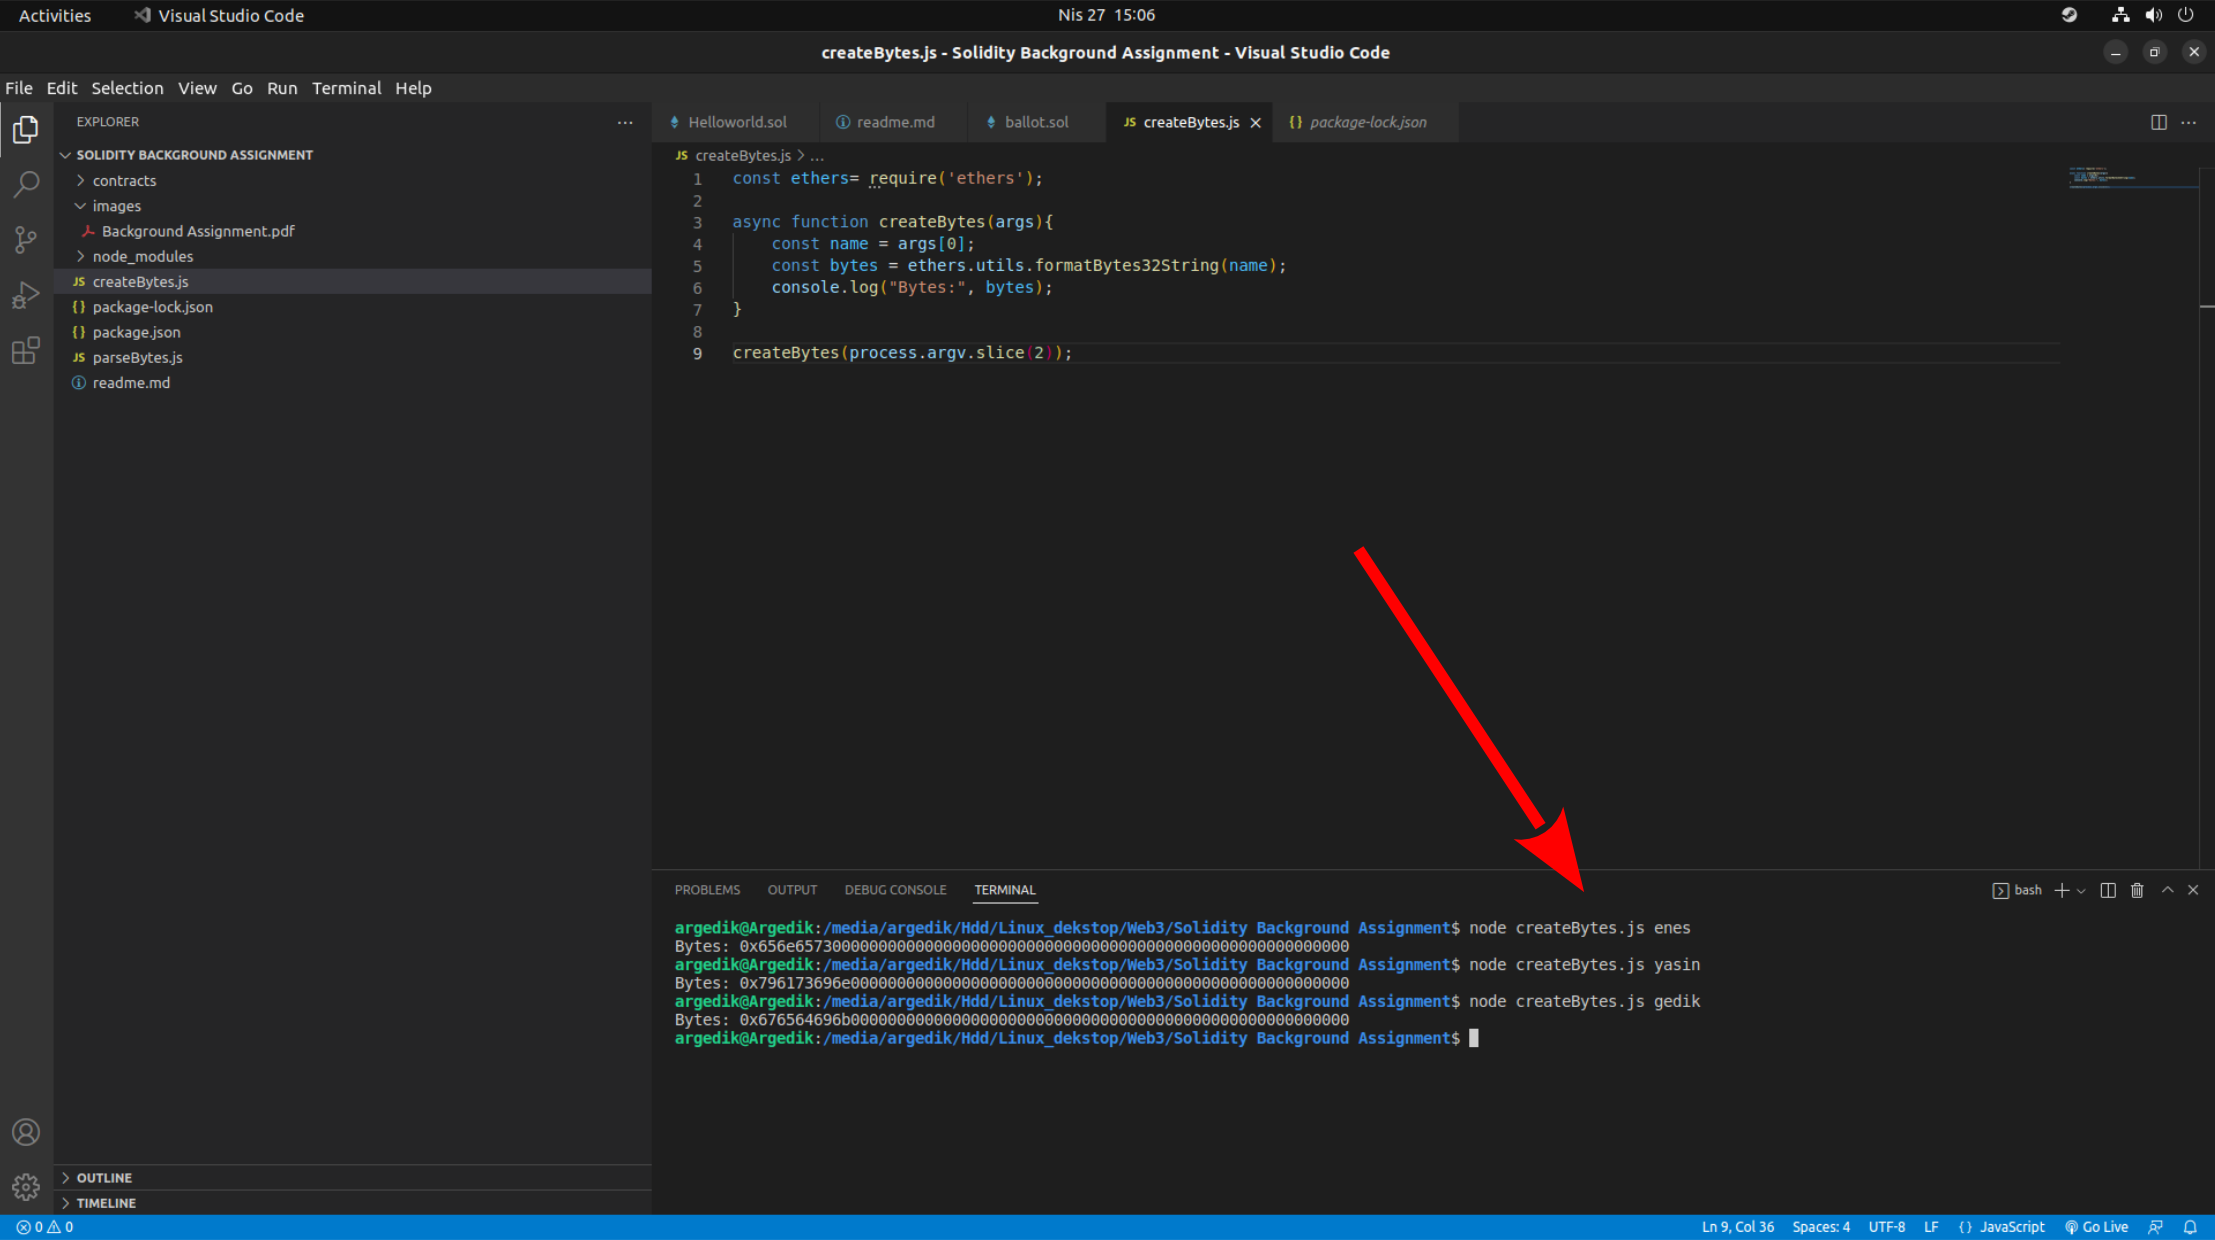 Activities Visual Studio Code Nis 27 15:06
createBytes.js - Solidity Background Assignment - Visual Studio Code
File Edit Selection View Go Run Terminal Help
EXPLORER
SOLIDITY BACKGROUND ASSIGNMENT
contracts
images
Background Assignment.pdf
node_modules
JS createBytes.js
{} package-lock.json
{} package.json
JS parseBytes.js
readme.md
OUTLINE
TIMELINE
Helloworld.sol readme.md ballot.sol JS createBytes.js {} package-lock.json
JS createBytes.js > ...
1 const ethers= require('ethers');
2
3 async function createBytes(args){
4 const name = args[0];
5 const bytes = ethers.utils.formatBytes32String(name);
6 console.log("Bytes:", bytes);
7 }
8
9 createBytes(process.argv.slice(2));
PROBLEMS OUTPUT DEBUG CONSOLE TERMINAL bash
argedik@Argedik:/media/argedik/Hdd/Linux_dekstop/Web3/Solidity Background Assignment$ node createBytes.js enes
Bytes: 0x656e657300000000000000000000000000000000000000000000000000000000
argedik@Argedik:/media/argedik/Hdd/Linux_dekstop/Web3/Solidity Background Assignment$ node createBytes.js yasin
Bytes: 0x796173696e000000000000000000000000000000000000000000000000000000
argedik@Argedik:/media/argedik/Hdd/Linux_dekstop/Web3/Solidity Background Assignment$ node createBytes.js gedik
Bytes: 0x676564696b000000000000000000000000000000000000000000000000000000
argedik@Argedik:/media/argedik/Hdd/Linux_dekstop/Web3/Solidity Background Assignment$
0 0 Ln 9, Col 36 Spaces: 4 UTF-8 LF {} JavaScript Go Live